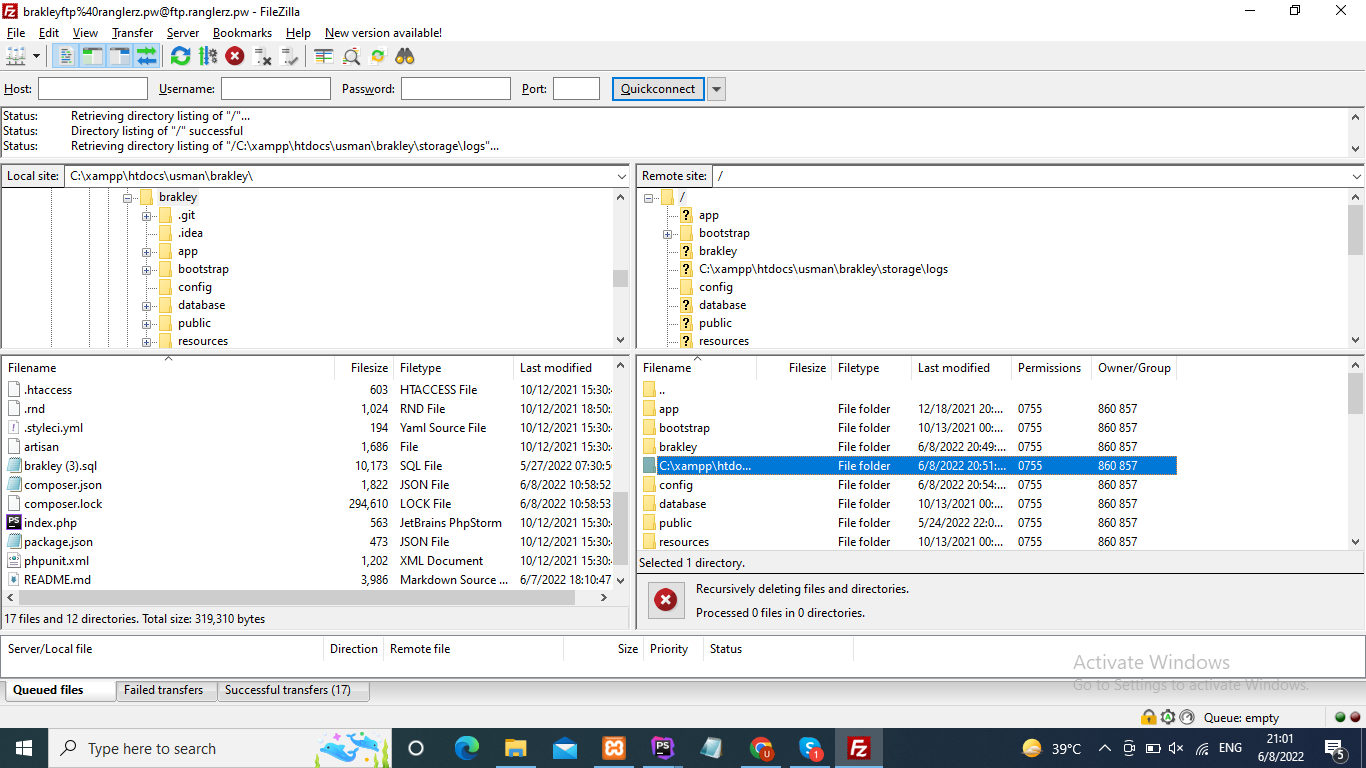 brakleyftp%40ranglerz.pw@ftp.ranglerz.pw - FileZilla
File Edit View Transfer Server Bookmarks Help New version available!
Host: Username: Password: Port: Quickconnect
Status: Retrieving directory listing of "/"...
Status: Directory listing of "/" successful
Status: Retrieving directory listing of "/C:\xampp\htdocs\usman\brakley\storage\logs"...
Local site: C:\xampp\htdocs\usman\brakley\
brakley
.git
.idea
app
bootstrap
config
database
public
resources
Remote site: /
/
? app
bootstrap
? brakley
? C:\xampp\htdocs\usman\brakley\storage\logs
config
? database
? public
? resources
Filename Filesize Filetype Last modified
.htaccess 603 HTACCESS File 10/12/2021 15:30:
.rnd 1,024 RND File 10/12/2021 18:50:
.styleci.yml 194 Yaml Source File 10/12/2021 15:30:
artisan 1,686 File 10/12/2021 15:30:
brakley (3).sql 10,173 SQL File 5/27/2022 07:30:5
composer.json 1,822 JSON File 6/8/2022 10:58:52
composer.lock 294,610 LOCK File 6/8/2022 10:58:53
PS index.php 563 JetBrains PhpStorm 10/12/2021 15:30:
package.json 473 JSON File 10/12/2021 15:30:
phpunit.xml 1,202 XML Document 10/12/2021 15:30:
README.md 3,986 Markdown Source ... 6/7/2022 18:10:47
17 files and 12 directories. Total size: 319,310 bytes
Filename Filesize Filetype Last modified Permissions Owner/Group
..
app File folder 12/18/2021 20:... 0755 860 857
bootstrap File folder 10/13/2021 00:... 0755 860 857
brakley File folder 6/8/2022 20:49:... 0755 860 857
C:\xampp\htdo... File folder 6/8/2022 20:51:... 0755 860 857
config File folder 6/8/2022 20:54:... 0755 860 857
database File folder 10/13/2021 00:... 0755 860 857
public File folder 5/24/2022 22:0... 0755 860 857
resources File folder 10/13/2021 00:... 0755 860 857
Selected 1 directory.
Recursively deleting files and directories.
Processed 0 files in 0 directories.
Server/Local file Direction Remote file Size Priority Status
Activate Windows
Go to Settings to activate Windows.
Queued files Failed transfers Successful transfers (17)
Queue: empty
Type here to search
PS
U
1
Fz
39°C
ENG
21:01
6/8/2022
5